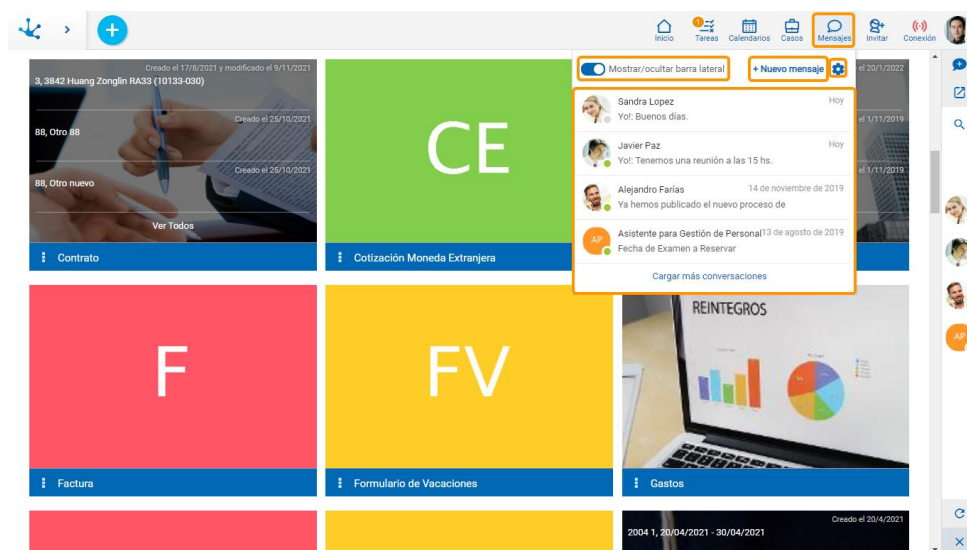 Inicio
1
Tareas
Calendarios
Casos
Mensajes
Invitar
Conexión
Mostrar/ocultar barra lateral
+ Nuevo mensaje
Sandra Lopez
Hoy
Yo!: Buenos días.
Javier Paz
Hoy
Yo!: Tenemos una reunión a las 15 hs.
Alejandro Farías
14 de noviembre de 2019
Ya hemos publicado el nuevo proceso de
AP
Asistente para Gestión de Personal
13 de agosto de 2019
Fecha de Examen a Reservar
Cargar más conversaciones
Creado el 17/8/2021 y modificado el 9/11/2021
3, 3842 Huang Zonglin RA33 (10133-030)
Creado el 25/10/2021
88, Otro 88
Creado el 25/10/2021
88, Otro nuevo
Ver Todos
Contrato
CE
Cotización Moneda Extranjera
el 20/1/2022
el 1/11/2019
el 1/11/2019
F
Factura
FV
Formulario de Vacaciones
REINTEGROS
Gastos
Creado el 20/4/2021
2004 1, 20/04/2021 - 30/04/2021
AP